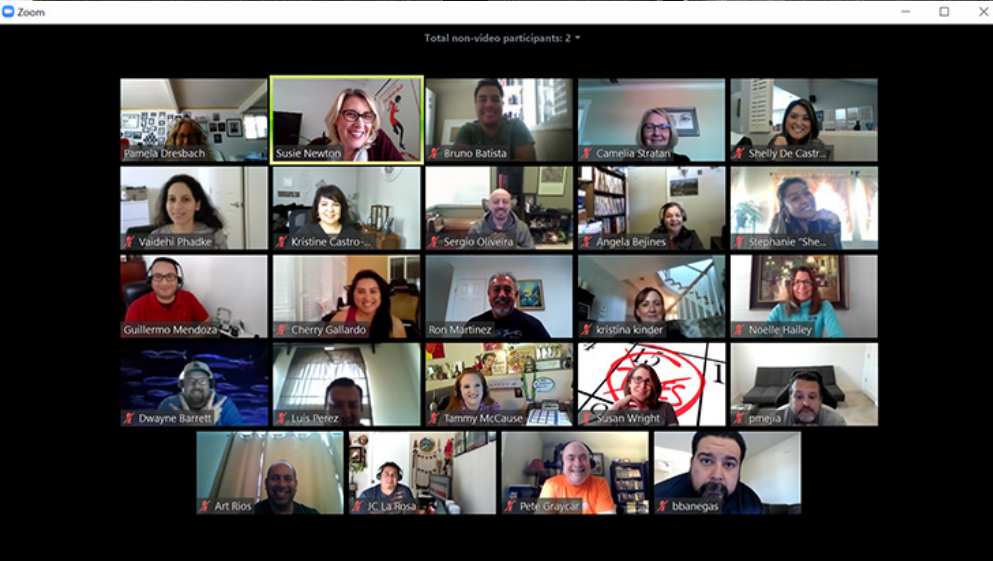 Zoom
Total non-video participants: 2
Pamela Dresbach
Susie Newton
Bruno Batista
Camelia Stratan
Shelly De Castr...
Vaidehi Phadke
Kristine Castro-...
Sergio Oliveira
Angela Bejines
Stephanie "She...
Guillermo Mendoza
Cherry Gallardo
Ron Martinez
kristina kinder
Noelle Hailey
Dwayne Barrett
Luis Perez
Tammy McCause
15
1
Susan Wright
pmejia
Art Rios
JC La Rosa
Pete Graycar
bbanegas